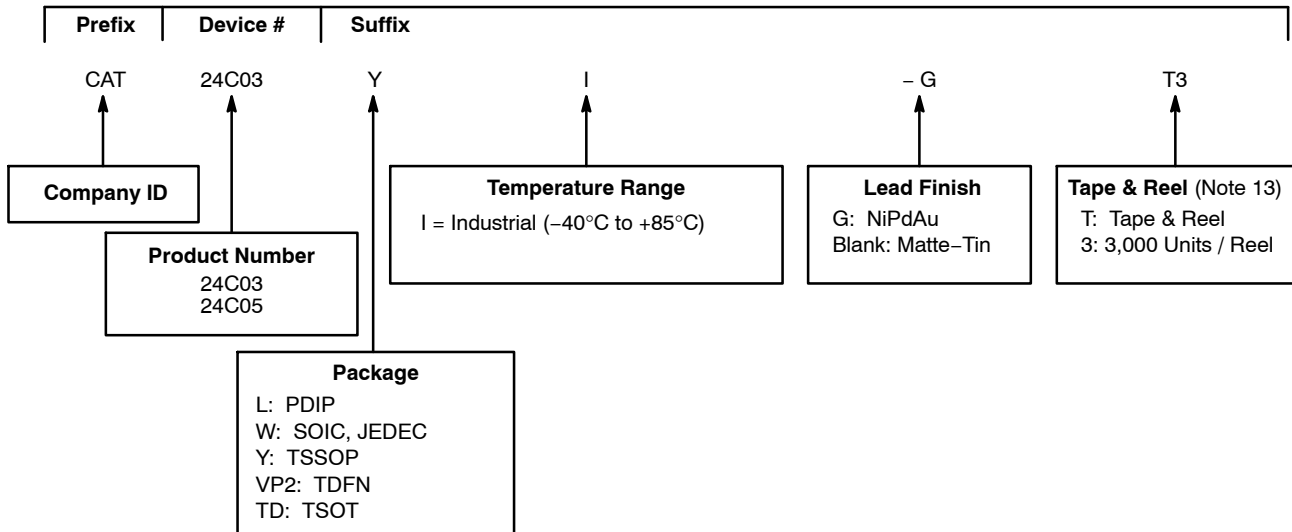 Prefix Device # Suffix
CAT 24C03 Y I – G T3
Company ID
Product Number
24C03
24C05
Package
L: PDIP
W: SOIC, JEDEC
Y: TSSOP
VP2: TDFN
TD: TSOT
Temperature Range
I = Industrial (−40°C to +85°C)
Lead Finish
G: NiPdAu
Blank: Matte−Tin
Tape & Reel (Note 13)
T: Tape & Reel
3: 3,000 Units / Reel